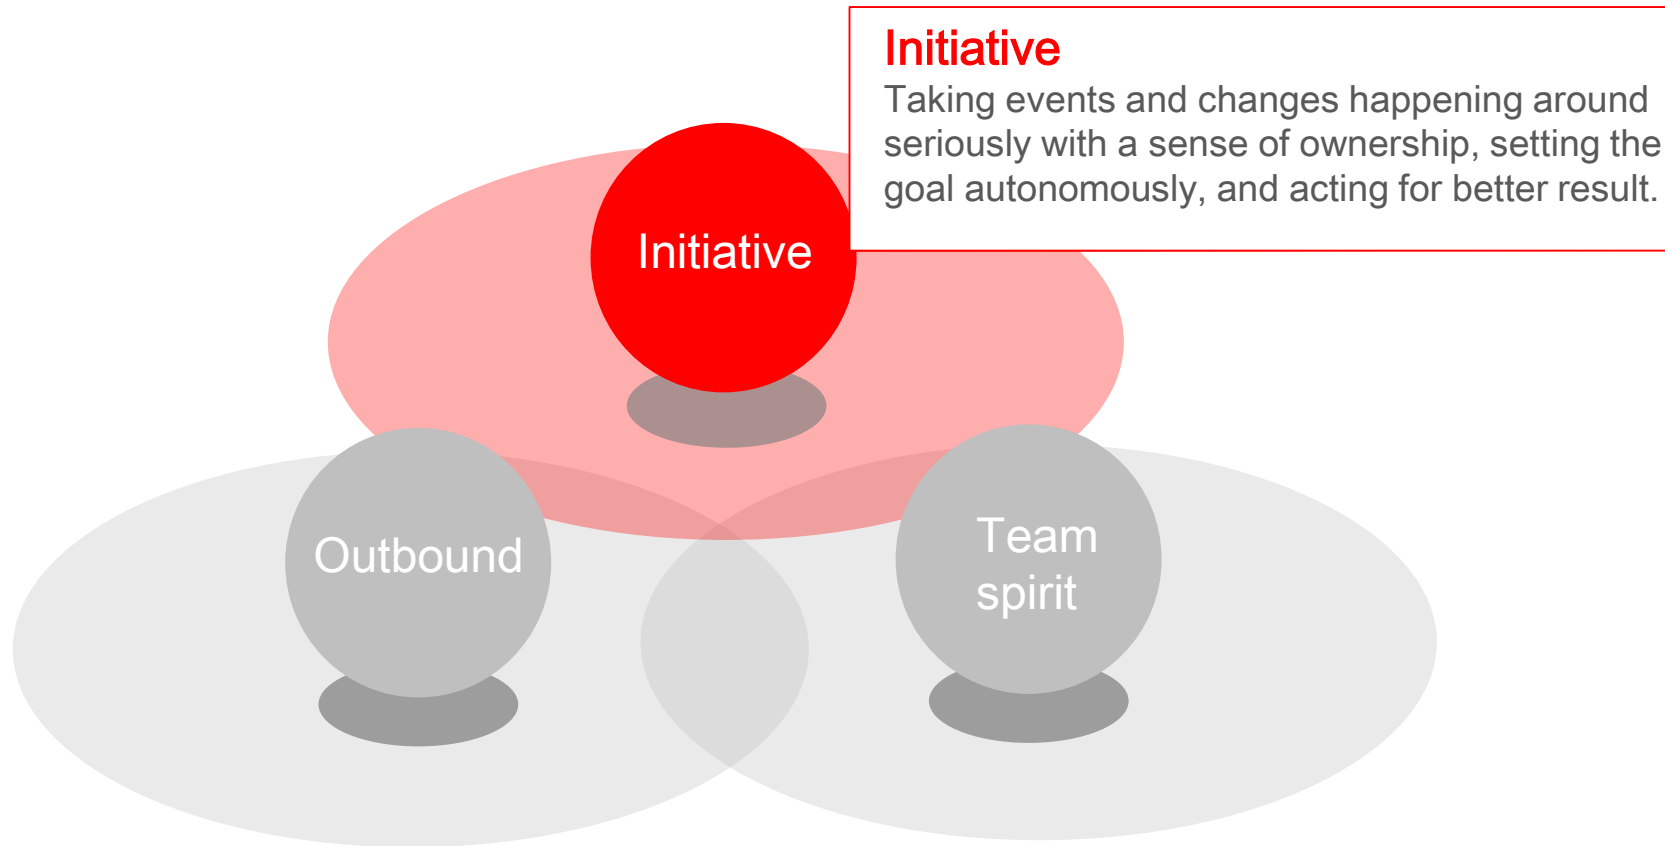 Initiative
Taking events and changes happening around
seriously with a sense of ownership, setting the
goal autonomously, and acting for better result.
Initiative
Outbound
Team
spirit